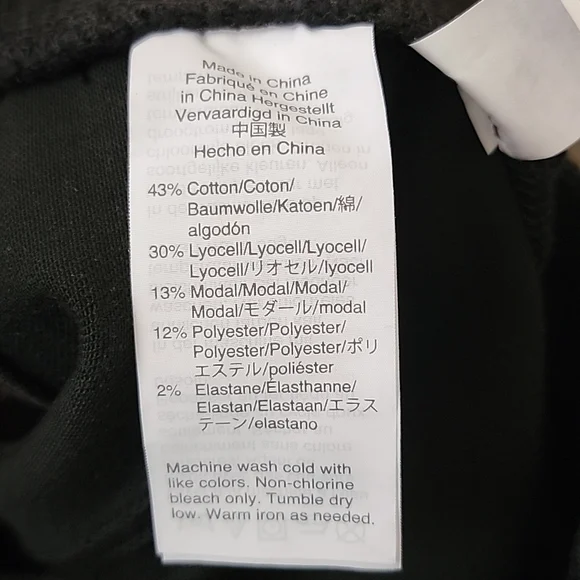 Made in China
Fabriqué en Chine
in China Hergestellt
Vervaardigd in China
中国製
Hecho en China
43% Cotton/Coton/
Baumwolle/Katoen/綿/
algodón
30% Lyocell/Lyocell/Lyocell/
Lyocell/リオセル/lyocell
13% Modal/Modal/Modal/
Modal/モダール/modal
12% Polyester/Polyester/
Polyester/Polyester/ポリ
エステル/poliéster
2% Elastane/Élasthanne/
Elastan/Elastaan/エラス
テーン/elastano
Machine wash cold with
like colors. Non-chlorine
bleach only. Tumble dry
low. Warm iron as needed.